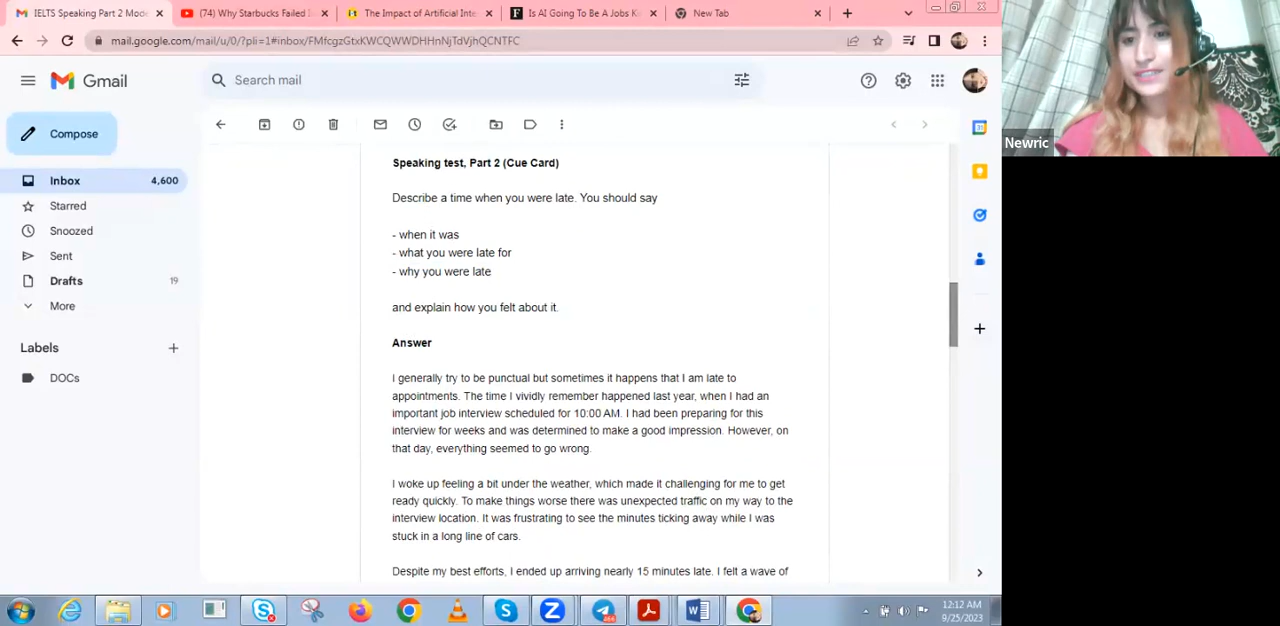 IELTS Speaking Part 2 Mode
(74) Why Starbucks Failed I
The Impact of Artificial Inte
Is AI Going To Be A Jobs K
New Tab
mail.google.com/mail/u/0/?pli=1#inbox/FMfcgzGtxKWCQWWDHHnNjTdVjhQCNTFC
Gmail
Search mail
Compose
Inbox 4,600
Starred
Snoozed
Sent
Drafts 19
More
Labels
DOCs
Speaking test, Part 2 (Cue Card)
Describe a time when you were late. You should say
- when it was
- what you were late for
- why you were late
and explain how you felt about it.
Answer
I generally try to be punctual but sometimes it happens that I am late to
appointments. The time I vividly remember happened last year, when I had an
important job interview scheduled for 10:00 AM. I had been preparing for this
interview for weeks and was determined to make a good impression. However, on
that day, everything seemed to go wrong.
I woke up feeling a bit under the weather, which made it challenging for me to get
ready quickly. To make things worse there was unexpected traffic on my way to the
interview location. It was frustrating to see the minutes ticking away while I was
stuck in a long line of cars.
Despite my best efforts, I ended up arriving nearly 15 minutes late. I felt a wave of
Newric
12:12 AM
9/25/2023